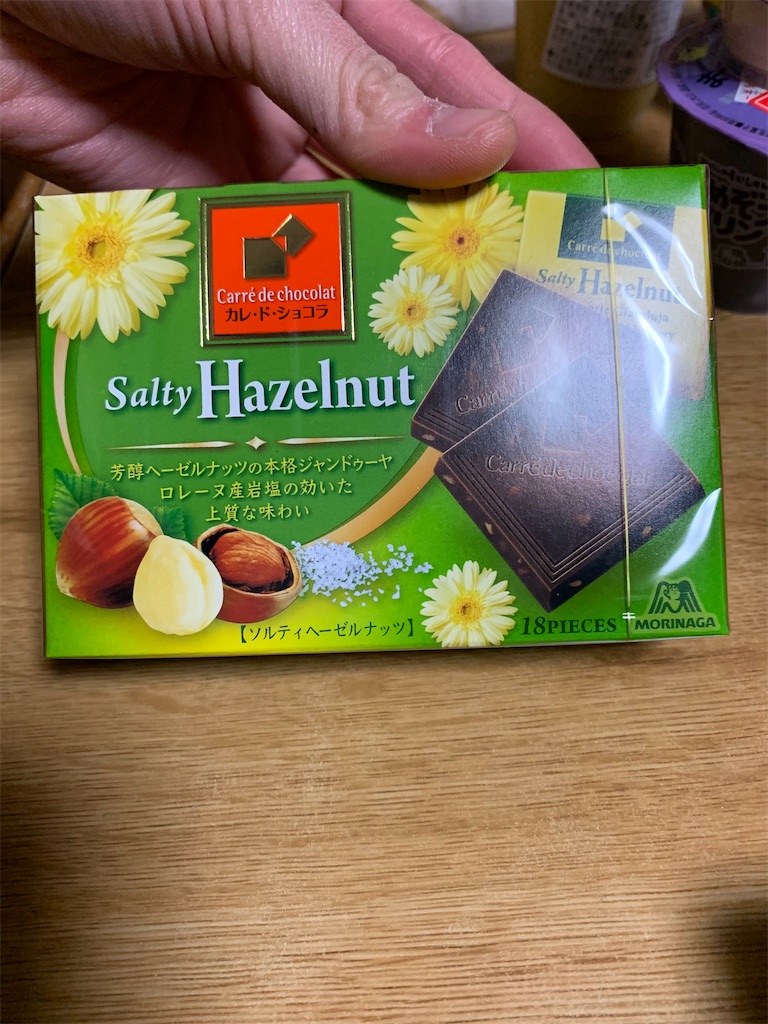 Carré de chocolat
カレ・ド・ショコラ
Salty Hazelnut
芳醇ヘーゼルナッツの本格ジャンドゥーヤ
ロレーヌ産岩塩の効いた
上質な味わい
【ソルティヘーゼルナッツ】
18PIECES
MORINAGA
Carré de chocolat
Salty Hazelnut
Carré de chocolat